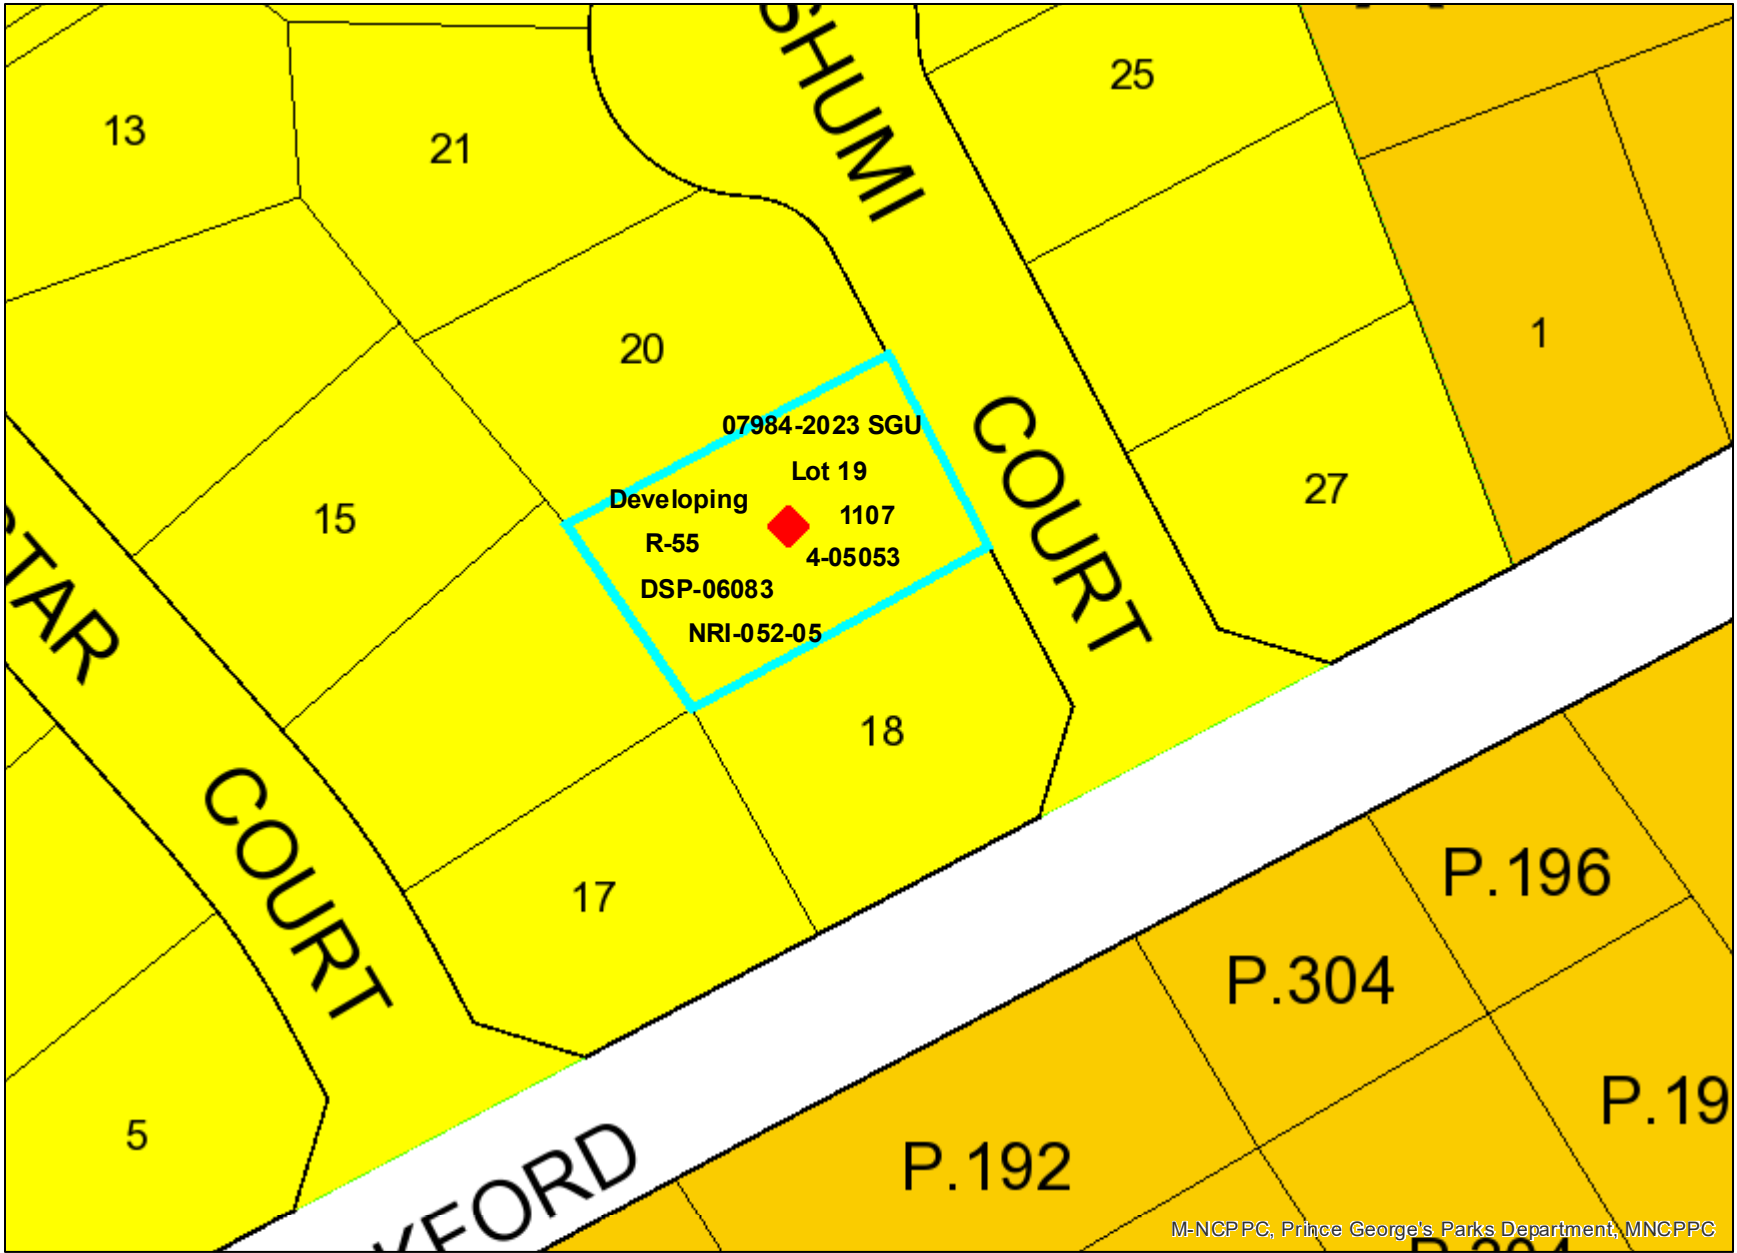 SHUMI
25
13
21
1
20
COURT
07984-2023 SGU
Lot 19
Developing
1107
R-55
4-05053
DSP-06083
NRI-052-05
27
15
TAR
18
COURT
17
P.196
P.304
P.19
5
KFORD
P.192
M-NCPPC, Prince George's Parks Department, MNCPPC